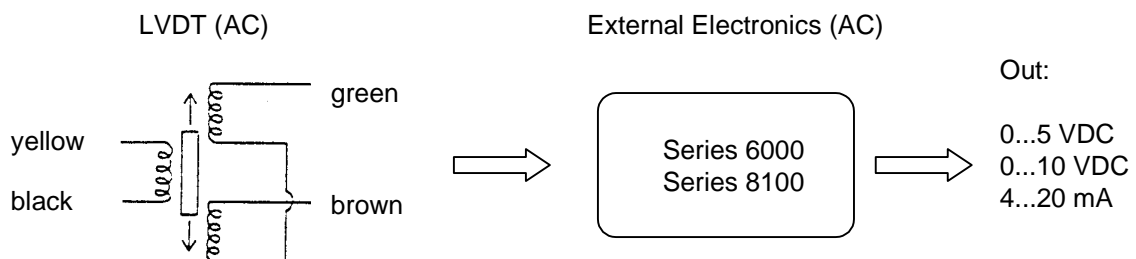 LVDT (AC)
External Electronics (AC)
Out:
green
yellow
black
brown
Series 6000
Series 8100
0...5 VDC
0...10 VDC
4...20 mA